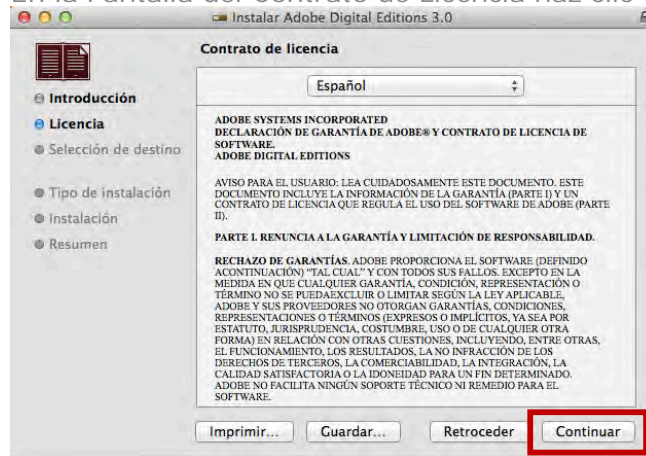 En la Pantalla del Contrato de Licencia haz clic
Instalar Adobe Digital Editions 3.0
Contrato de licencia
Español
Introducción
Licencia
Selección de destino
Tipo de instalación
Instalación
Resumen
ADOBE SYSTEMS INCORPORATED
DECLARACIÓN DE GARANTÍA DE ADOBE® Y CONTRATO DE LICENCIA DE
SOFTWARE.
ADOBE DIGITAL EDITIONS
AVISO PARA EL USUARIO: LEA CUIDADOSAMENTE ESTE DOCUMENTO. ESTE
DOCUMENTO INCLUYE LA INFORMACIÓN DE LA GARANTÍA (PARTE I) Y UN
CONTRATO DE LICENCIA QUE REGULA EL USO DEL SOFTWARE DE ADOBE (PARTE
II).
PARTE I. RENUNCIA A LA GARANTÍA Y LIMITACIÓN DE RESPONSABILIDAD.
RECHAZO DE GARANTÍAS. ADOBE PROPORCIONA EL SOFTWARE (DEFINIDO
ACONTINUACIÓN) "TAL CUAL" Y CON TODOS SUS FALLOS. EXCEPTO EN LA
MEDIDA EN QUE CUALQUIER GARANTÍA, CONDICIÓN, REPRESENTACIÓN O
TÉRMINO NO SE PUEDAEXCLUIR O LIMITAR SEGÚN LA LEY APLICABLE,
ADOBE Y SUS PROVEEDORES NO OTORGAN GARANTÍAS, CONDICIONES,
REPRESENTACIONES O TÉRMINOS (EXPRESOS O IMPLÍCITOS, YA SEA POR
ESTATUTO, JURISPRUDENCIA, COSTUMBRE, USO O DE CUALQUIER OTRA
FORMA) EN RELACIÓN CON OTRAS CUESTIONES, INCLUYENDO, ENTRE OTRAS,
EL FUNCIONAMIENTO, LOS RESULTADOS, LA NO INFRACCIÓN DE LOS
DERECHOS DE TERCEROS, LA COMERCIABILIDAD, LA INTEGRACIÓN, LA
CALIDAD SATISFACTORIA O LA IDONEIDAD PARA UN FIN DETERMINADO.
ADOBE NO FACILITA NINGÚN SOPORTE TÉCNICO NI REMEDIO PARA EL
SOFTWARE.
Imprimir... Guardar... Retroceder Continuar